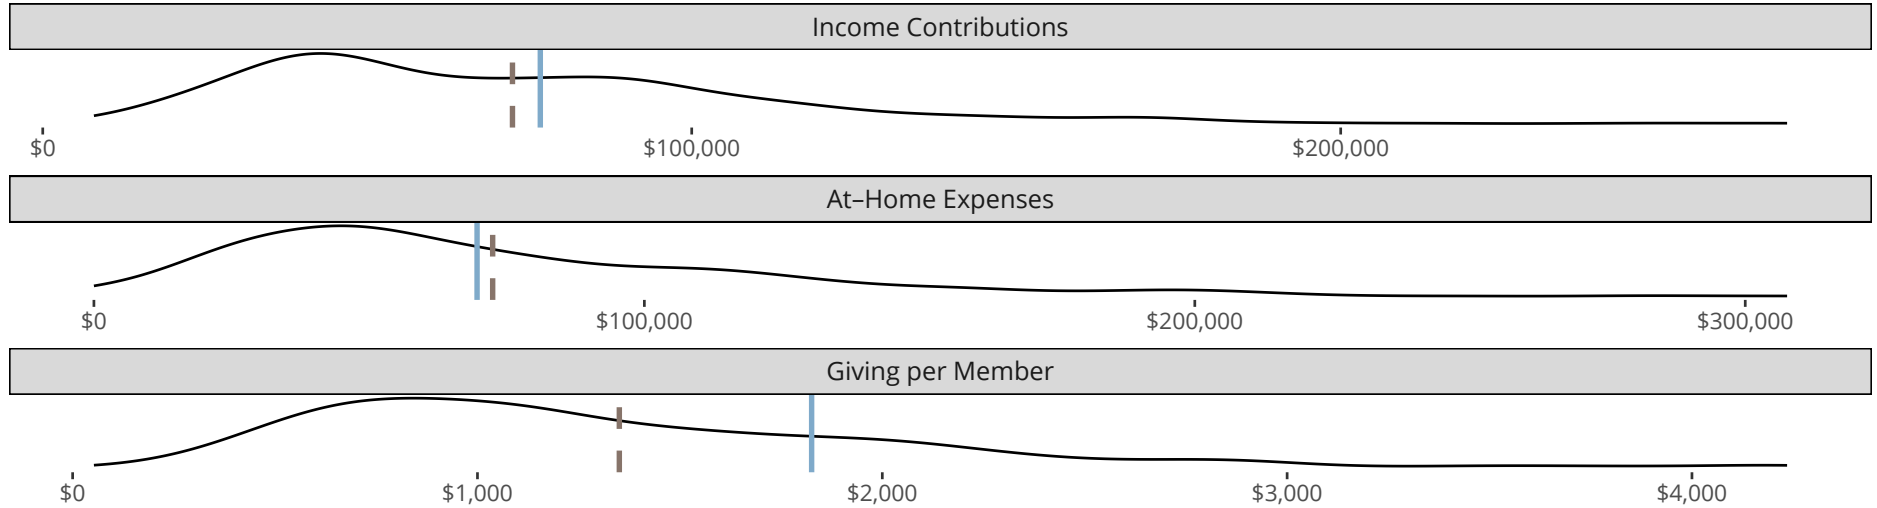 Income Contributions
$0 $100,000 $200,000
At–Home Expenses
$0 $100,000 $200,000 $300,000
Giving per Member
$0 $1,000 $2,000 $3,000 $4,000